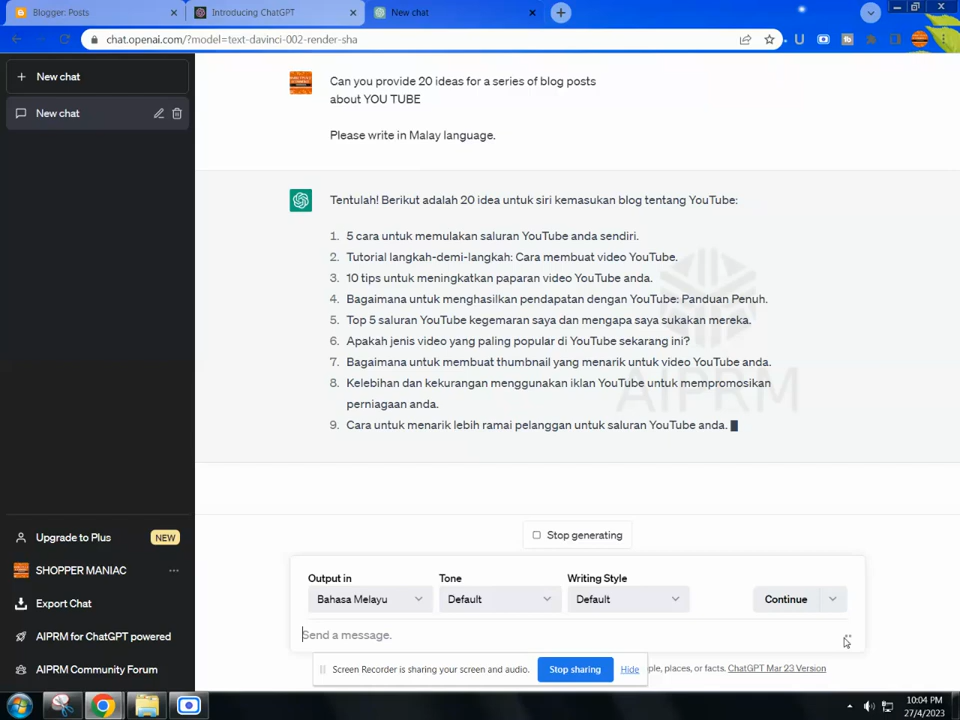 Blogger: Posts
Introducing ChatGPT
New chat
chat.openai.com/?model=text-davinci-002-render-sha
New chat
New chat
Can you provide 20 ideas for a series of blog posts
about YOU TUBE
Please write in Malay language.
Tentulah! Berikut adalah 20 idea untuk siri kemasukan blog tentang YouTube:
1. 5 cara untuk memulakan saluran YouTube anda sendiri.
2. Tutorial langkah-demi-langkah: Cara membuat video YouTube.
3. 10 tips untuk meningkatkan paparan video YouTube anda.
4. Bagaimana untuk menghasilkan pendapatan dengan YouTube: Panduan Penuh.
5. Top 5 saluran YouTube kegemaran saya dan mengapa saya sukakan mereka.
6. Apakah jenis video yang paling popular di YouTube sekarang ini?
7. Bagaimana untuk membuat thumbnail yang menarik untuk video YouTube anda.
8. Kelebihan dan kekurangan menggunakan iklan YouTube untuk mempromosikan
perniagaan anda.
9. Cara untuk menarik lebih ramai pelanggan untuk saluran YouTube anda.
AIPRM
Stop generating
Upgrade to Plus NEW
SHOPPER MANIAC
Export Chat
AIPRM for ChatGPT powered
AIPRM Community Forum
Output in Tone Writing Style
Bahasa Melayu Default Default Continue
Send a message.
Screen Recorder is sharing your screen and audio. Stop sharing Hide
ple, places, or facts. ChatGPT Mar 23 Version
10:04 PM
27/4/2023